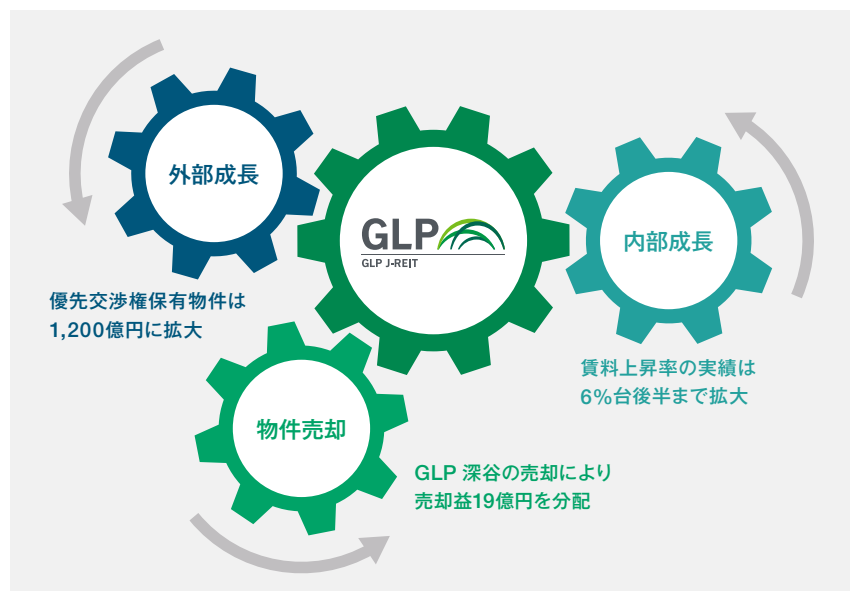 外部成長
優先交渉権保有物件は
1,200億円に拡大
GLP
GLP J-REIT
内部成長
賃料上昇率の実績は
6%台後半まで拡大
物件売却
GLP 深谷の売却により
売却益19億円を分配